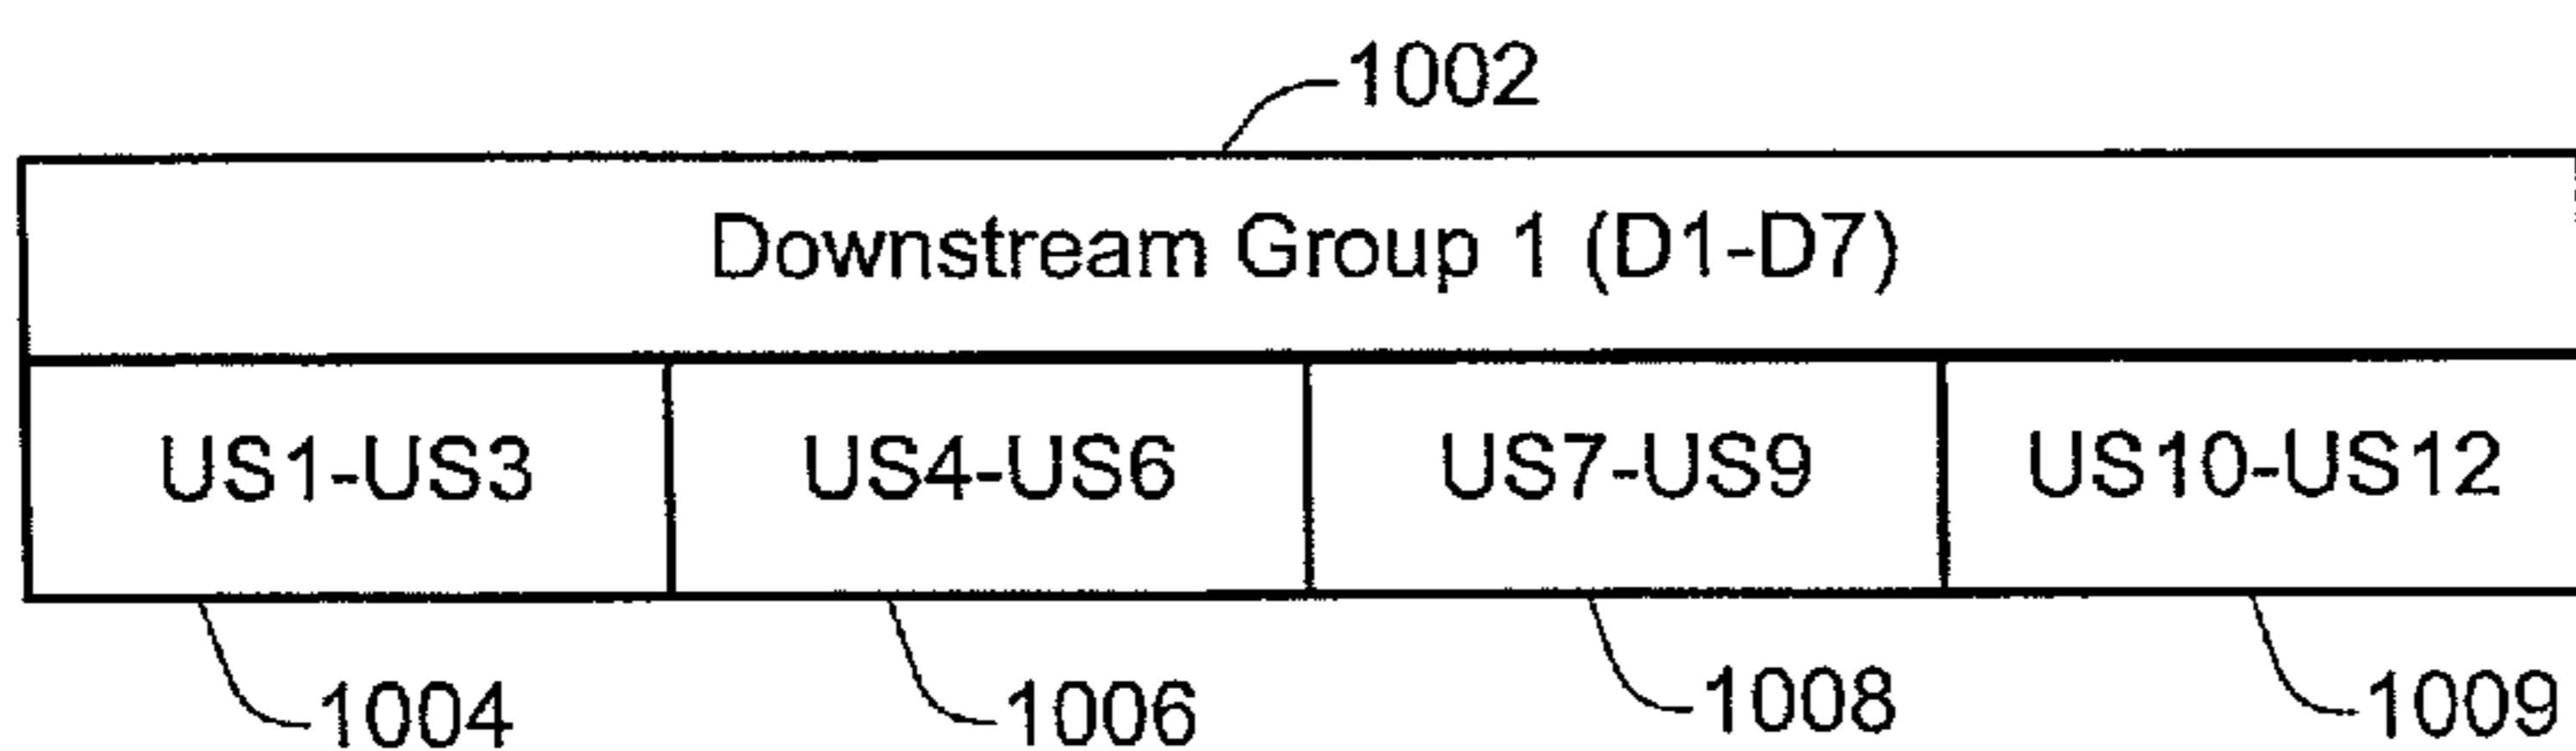 1002
Downstream Group 1 (D1-D7)
US1-US3 US4-US6 US7-US9 US10-US12
1004 1006 1008 1009